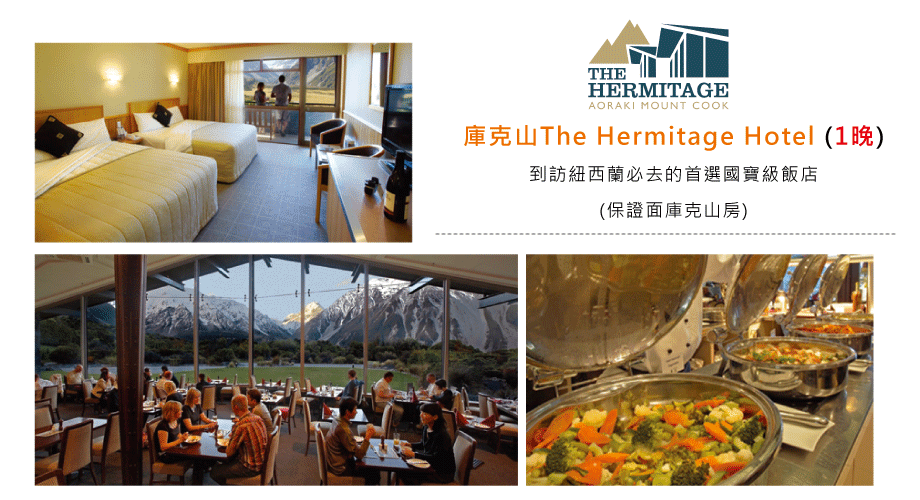 THE
HERMITAGE
AORAKI MOUNT COOK
庫克山The Hermitage Hotel (1晚)
到訪紐西蘭必去的首選國寶級飯店
(保證面庫克山房)